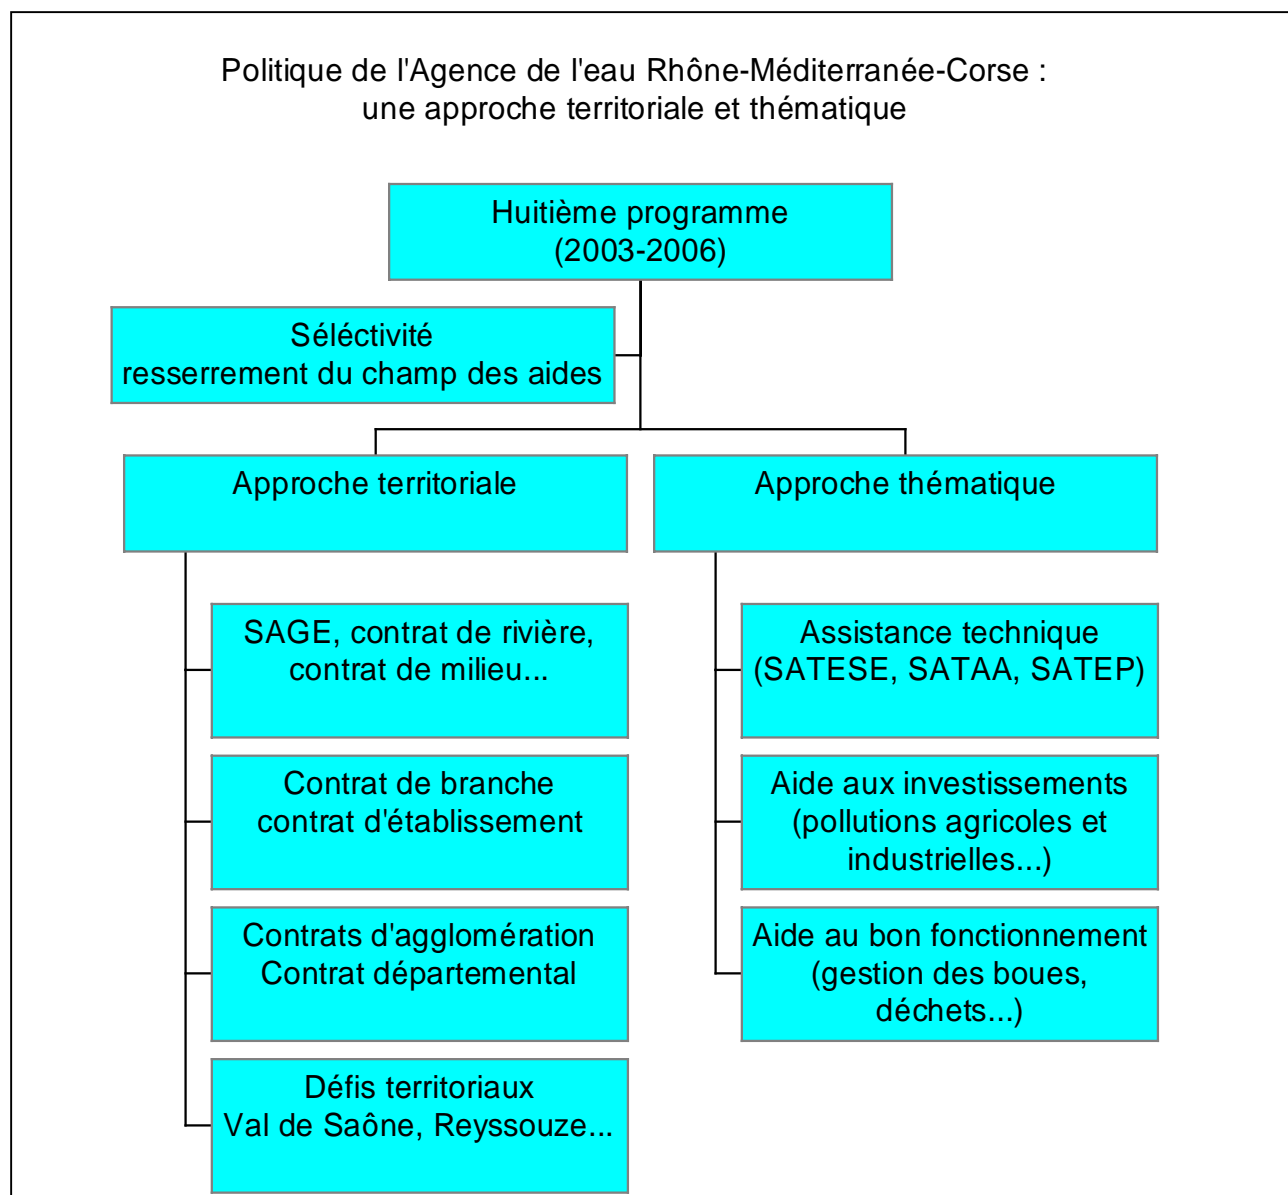 Politique de l'Agence de l'eau Rhône-Méditerranée-Corse :
une approche territoriale et thématique
Huitième programme
(2003-2006)
Séléctivité
resserrement du champ des aides
Approche territoriale
Approche thématique
SAGE, contrat de rivière,
contrat de milieu...
Contrat de branche
contrat d'établissement
Contrats d'agglomération
Contrat départemental
Défis territoriaux
Val de Saône, Reyssouze...
Assistance technique
(SATESE, SATAA, SATEP)
Aide aux investissements
(pollutions agricoles et
industrielles...)
Aide au bon fonctionnement
(gestion des boues,
déchets...)